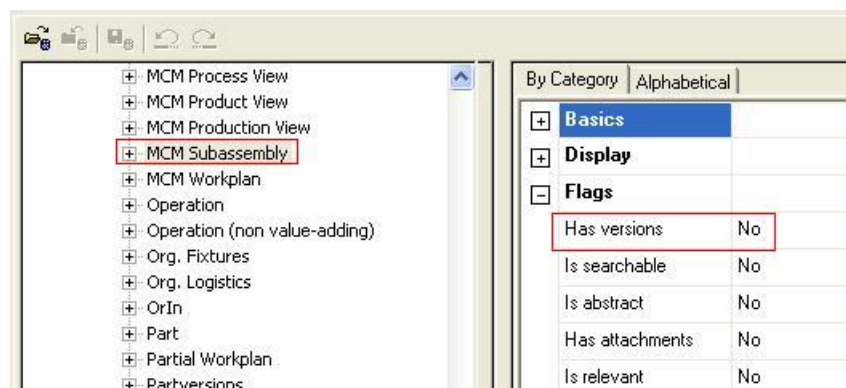 MCM Process View
MCM Product View
MCM Production View
MCM Subassembly
MCM Workplan
Operation
Operation (non value-adding)
Org. Fixtures
Org. Logistics
OrIn
Part
Partial Workplan
Partversions
By Category Alphabetical
Basics
Display
Flags
Has versions No
Is searchable No
Is abstract No
Has attachments No
Is relevant No